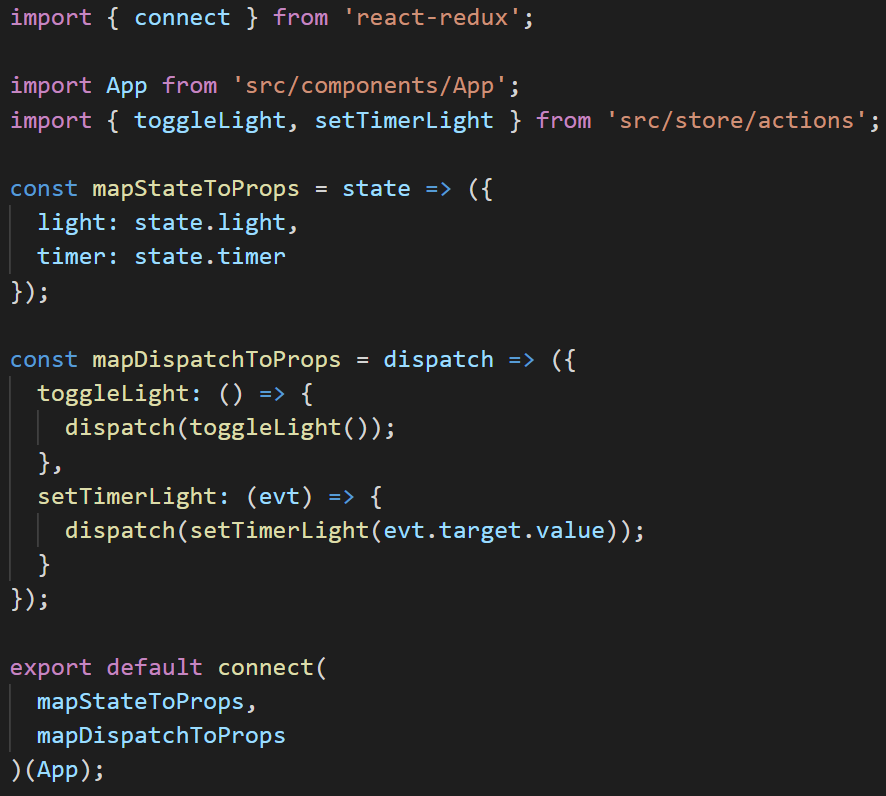 import { connect } from 'react-redux';
import App from 'src/components/App';
import { toggleLight, setTimerLight } from 'src/store/actions';
const mapStateToProps = state => ({
  light: state.light,
  timer: state.timer
});
const mapDispatchToProps = dispatch => ({
  toggleLight: () => {
    dispatch(toggleLight());
  },
  setTimerLight: (evt) => {
    dispatch(setTimerLight(evt.target.value));
  }
});
export default connect(
  mapStateToProps,
  mapDispatchToProps
)(App);